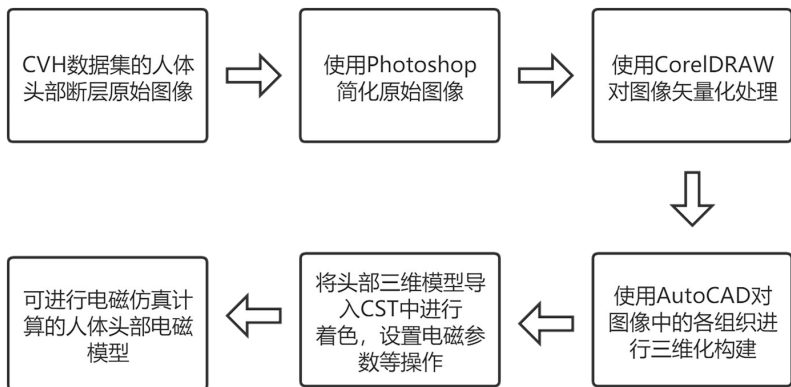 CVH数据集的人体
头部断层原始图像
使用Photoshop
简化原始图像
使用CorelDRAW
对图像矢量化处理
使用AutoCAD对
图像中的各组织进
行三维化构建
将头部三维模型导
入CST中进行
着色，设置电磁参
数等操作
可进行电磁仿真计
算的人体头部电磁
模型